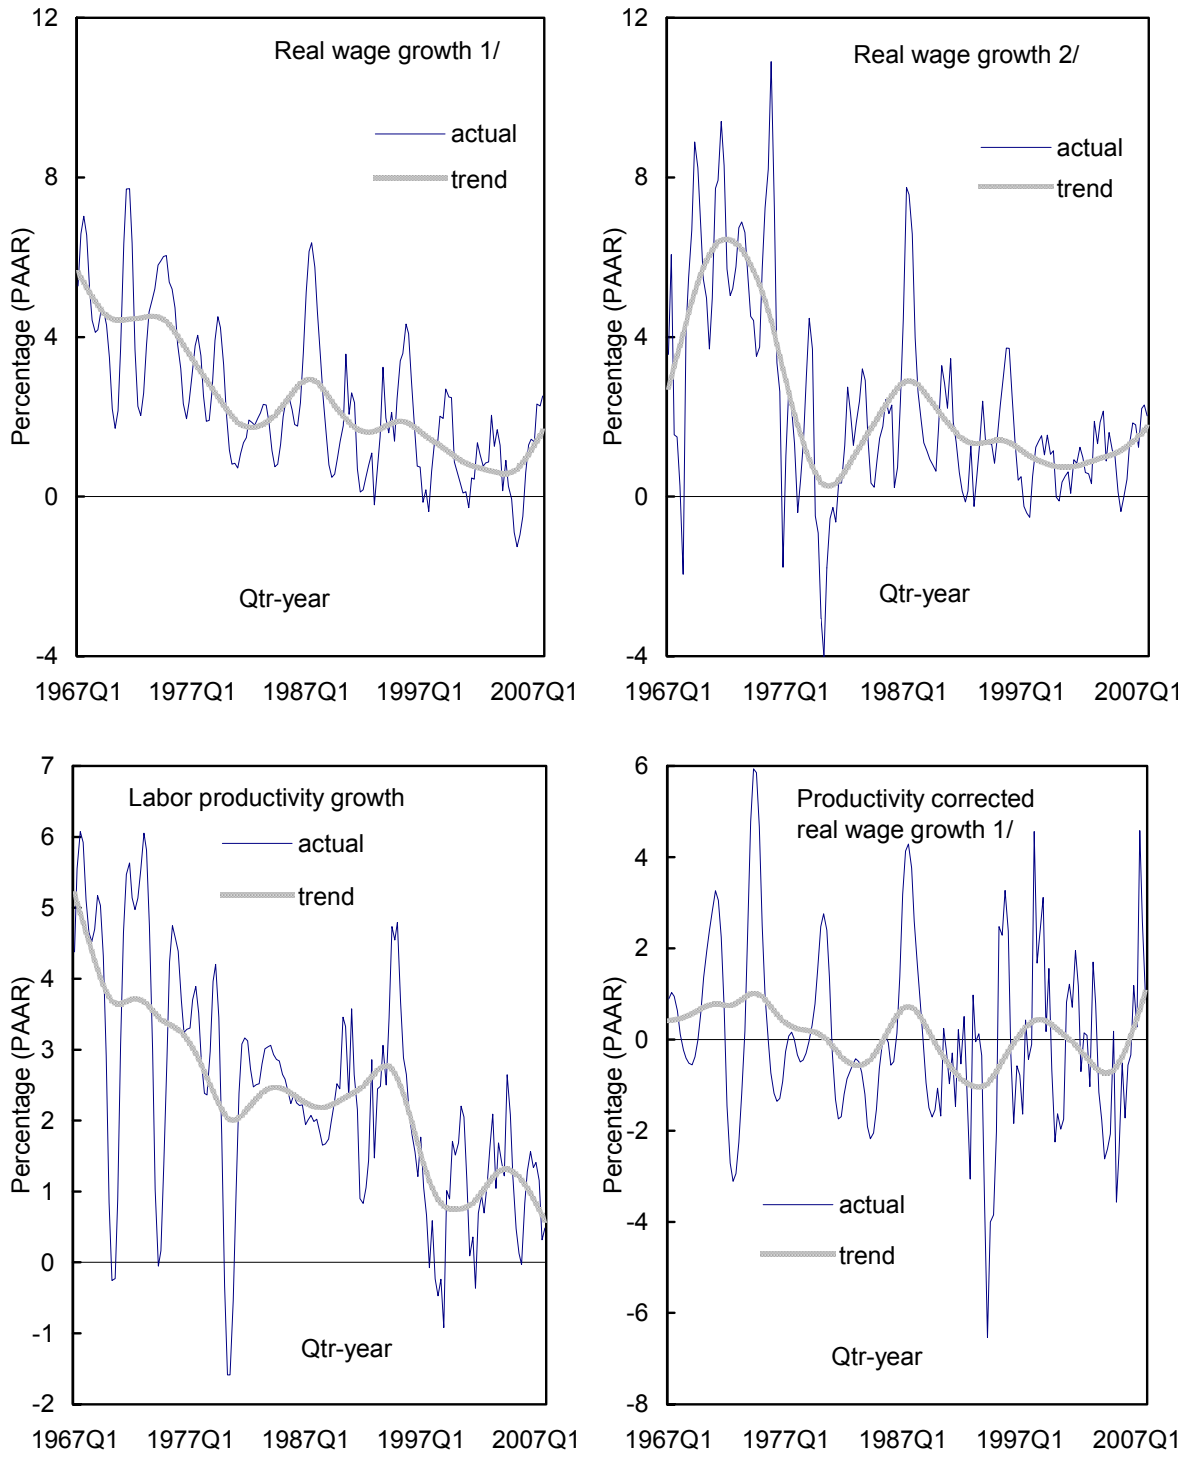 Real wage growth 1/
actual
trend
Percentage (PAAR)
12
8
4
0
-4
Qtr-year
1967Q1 1977Q1 1987Q1 1997Q1 2007Q1
Real wage growth 2/
actual
trend
Percentage (PAAR)
12
8
4
0
-4
Qtr-year
1967Q1 1977Q1 1987Q1 1997Q1 2007Q1
Labor productivity growth
actual
trend
Percentage (PAAR)
7
6
5
4
3
2
1
0
-1
-2
Qtr-year
1967Q1 1977Q1 1987Q1 1997Q1 2007Q1
Productivity corrected
real wage growth 1/
actual
trend
Percentage (PAAR)
6
4
2
0
-2
-4
-6
-8
Qtr-year
1967Q1 1977Q1 1987Q1 1997Q1 2007Q1